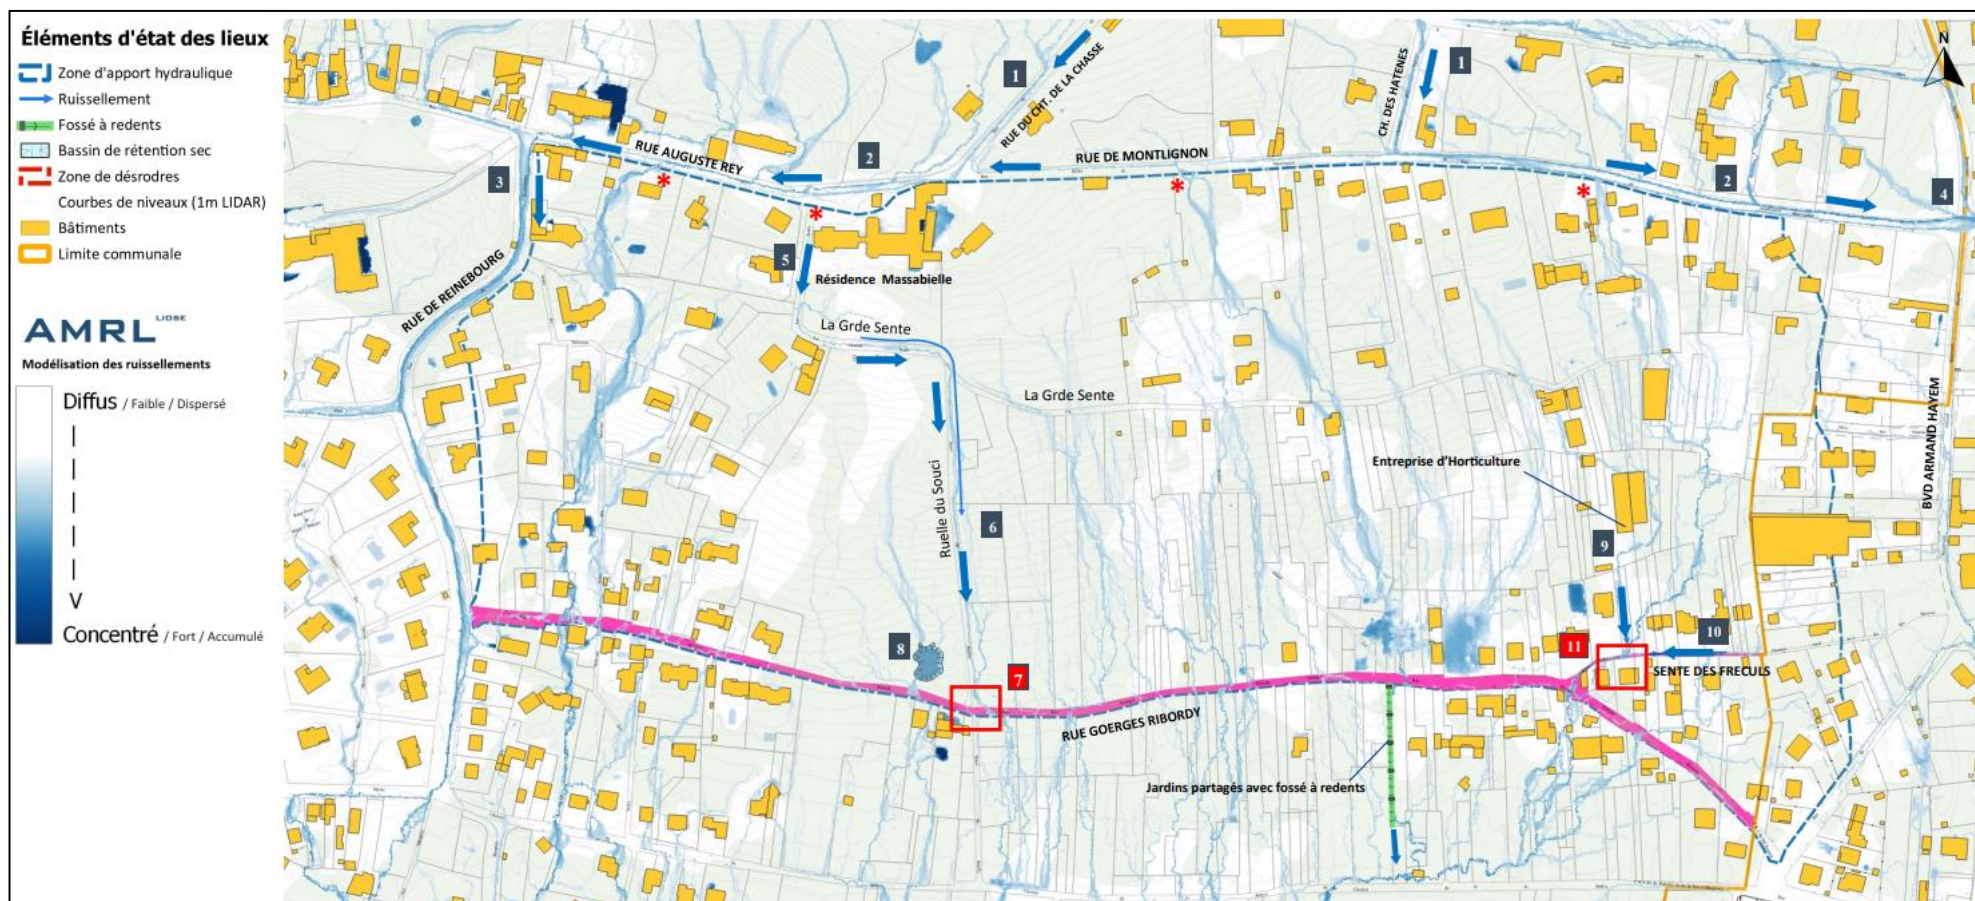 Éléments d'état des lieux
Zone d'apport hydraulique
Ruissellement
Fossé à redents
Bassin de rétention sec
Zone de désrodres
Courbes de niveaux (1m LIDAR)
Bâtiments
Limite communale
AMRL LIOSE
Modélisation des ruissellements
Diffus / Faible / Dispersé
V
Concentré / Fort / Accumulé
N
1
RUE DU CHT. DE LA CHASSE
CH. DES HATENES
1
RUE AUGUSTE REY
2
RUE DE MONTLIGNON
2
3
4
*
*
*
*
5
Résidence Massabielle
RUE DE REINEBOURG
La Grde Sente
La Grde Sente
BVD ARMAND HAYEM
Entreprise d'Horticulture
Ruelle du Souci
6
9
8
7
11
10
SENTE DES FRECULS
RUE GOERGES RIBORDY
Jardins partagés avec fossé à redents